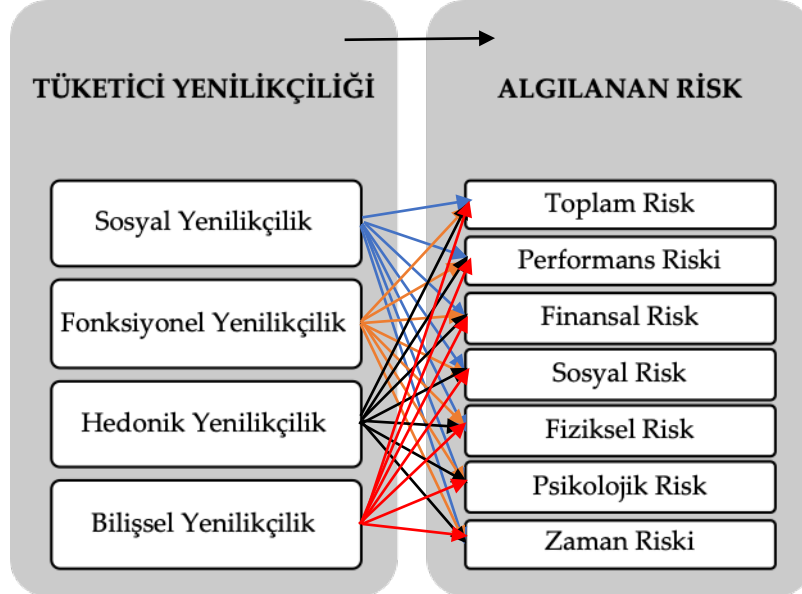 TÜKETİCİ YENİLİKÇİLİĞİ
Sosyal Yenilikçilik
Fonksiyonel Yenilikçilik
Hedonik Yenilikçilik
Bilişsel Yenilikçilik
ALGILANAN RİSK
Toplam Risk
Performans Riski
Finansal Risk
Sosyal Risk
Fiziksel Risk
Psikolojik Risk
Zaman Riski